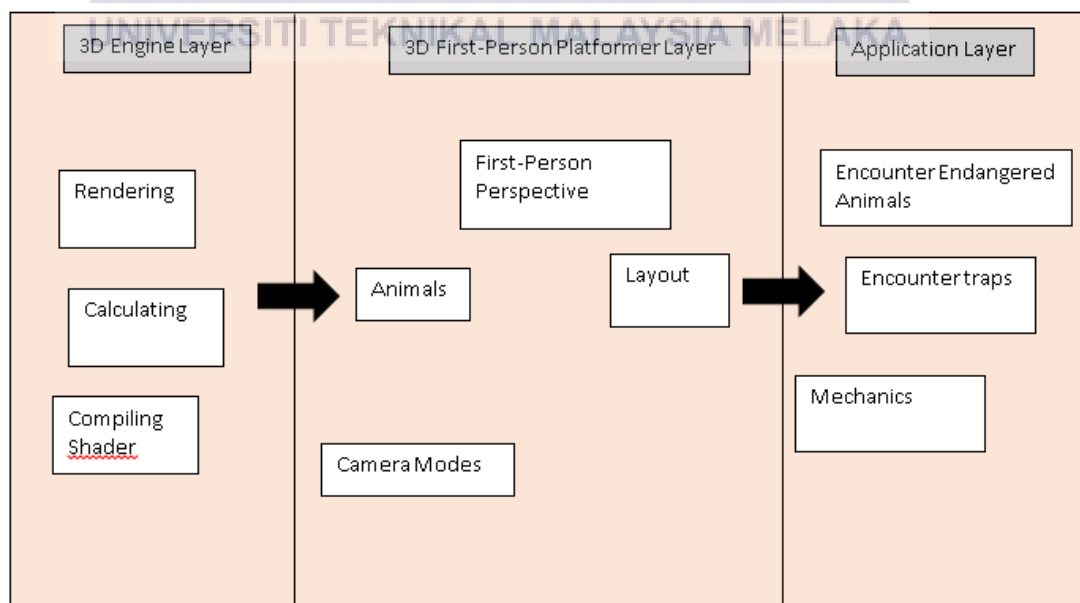 UNIVERSITI TEKNIKAL MALAYSIA MELAKA
3D Engine Layer
3D First-Person Platformer Layer
Application Layer
Rendering
Calculating
Compiling
Shader
First-Person
Perspective
Animals
Layout
Camera Modes
Encounter Endangered
Animals
Encounter traps
Mechanics